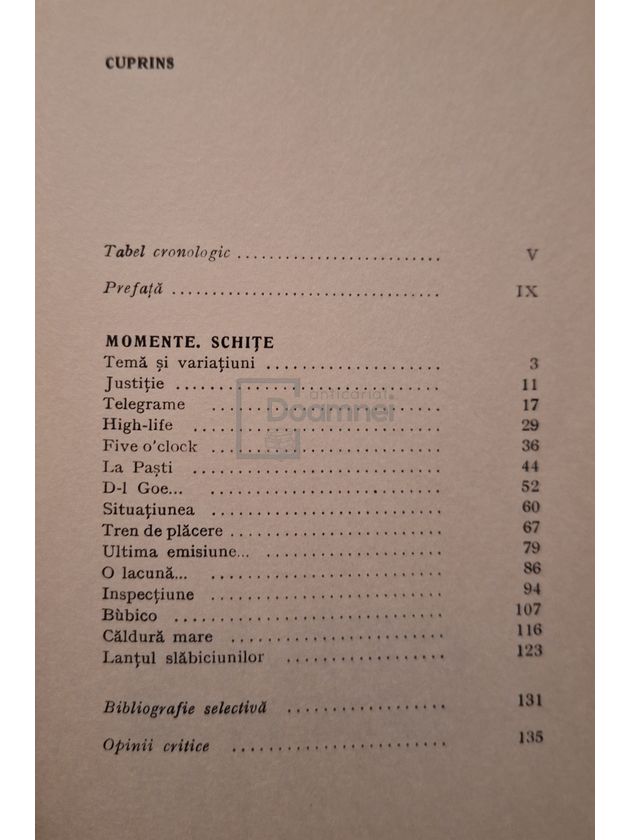 CUPRINS
Tabel cronologic ......................... V
Prefață ................................. IX
MOMENTE. SCHIȚE
Temă și variațiuni ...................... 3
Justiție ................................. 11
Telegrame ............................ 17
High-life ............................... 29
Five o'clock ............................ 36
La Paști ............................... 44
D-l Goe... ............................ 52
Situațiunea ............................ 60
Tren de plăcere .......................... 67
Ultima emisiune... ........................ 79
O lacună... ............................ 86
Inspecțiune ............................ 94
Bùbico ................................. 107
Căldură mare .......................... 116
Lanțul slăbiciunilor .................... 123
Bibliografie selectivă .................... 131
Opinii critice .......................... 135
anticariat
Doamnei